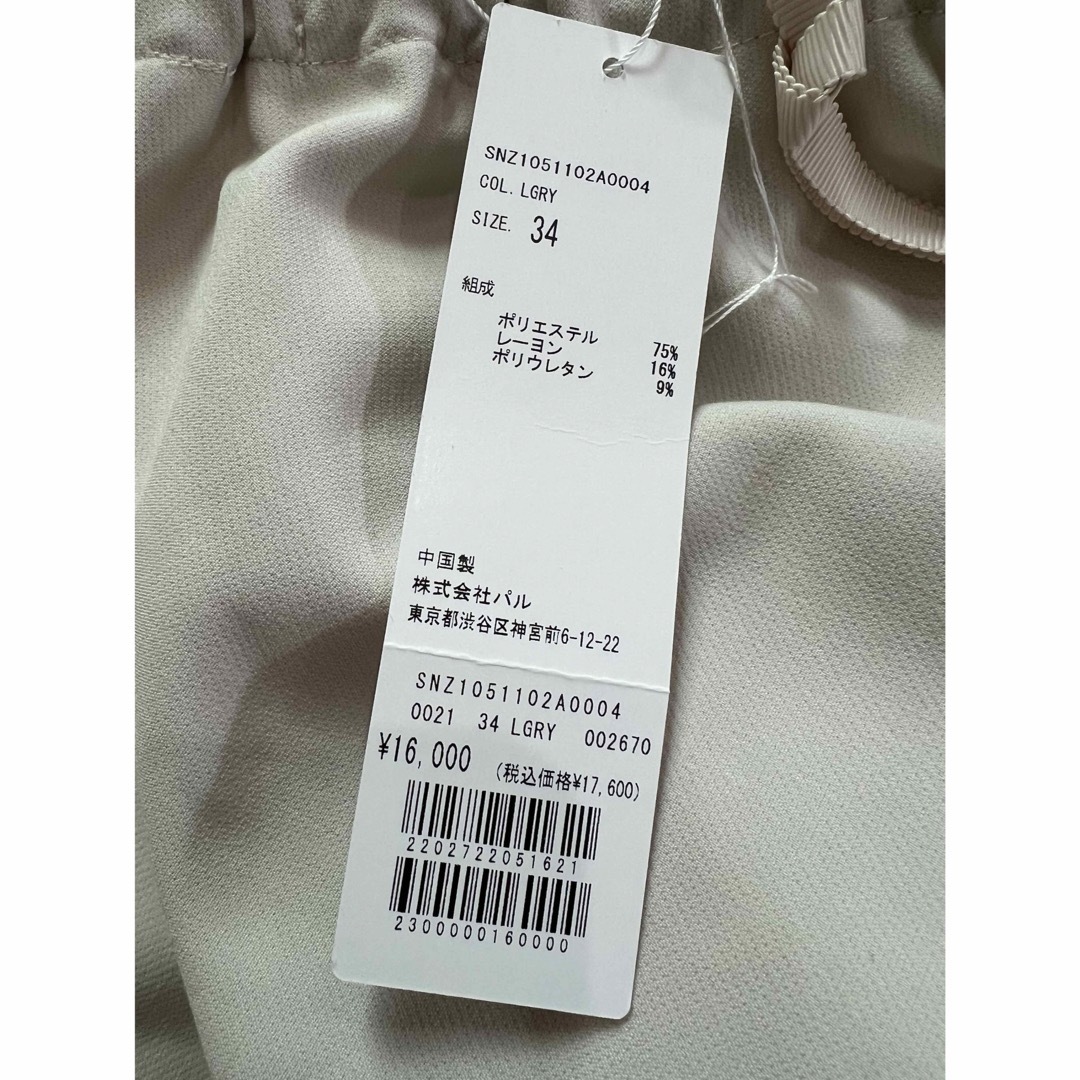 SNZ1051102A0004
COL. LGRY
SIZE. 34
組成
ポリエステル 75%
レーヨン 16%
ポリウレタン 9%
中国製
株式会社パル
東京都渋谷区神宮前6-12-22
SNZ1051102A0004
0021 34 LGRY 002670
¥16,000 (税込価格¥17,600)
2202722051621
2300000160000